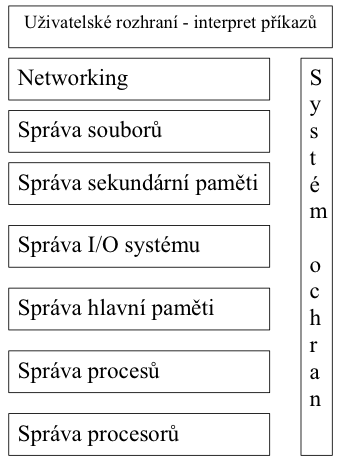 Uživatelské rozhraní - interpret příkazů
Networking
Správa souborů
Správa sekundární paměti
Správa I/O systému
Správa hlavní paměti
Správa procesů
Správa procesorů
Systém ochran